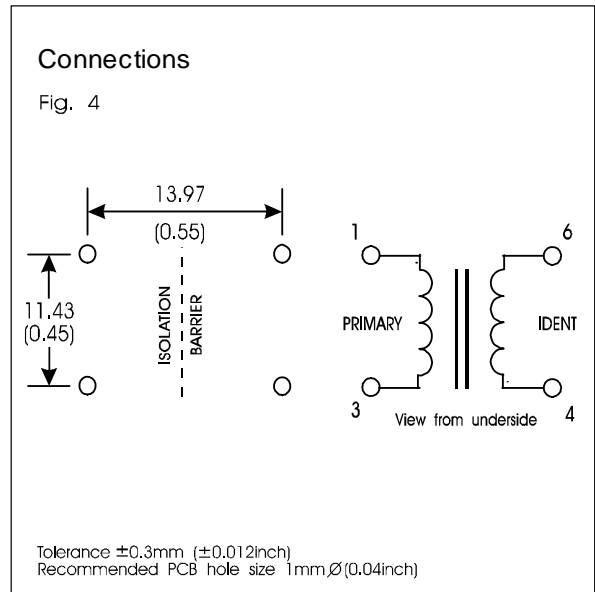 Connections
Fig. 4
13.97
(0.55)
11.43
(0.45)
ISOLATION
BARRIER
1
6
PRIMARY
IDENT
3
4
View from underside
Tolerance ±0.3mm (±0.012inch)
Recommended PCB hole size 1mmØ(0.04inch)